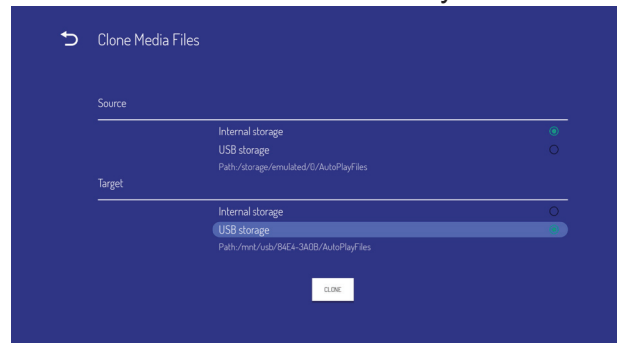 Clone Media Files
Source
Internal storage
USB storage
Path:/storage/emulated/0/AutoPlayFiles
Target
Internal storage
USB storage
Path:/mnt/usb/84E4-3A0B/AutoPlayFiles
CLONE